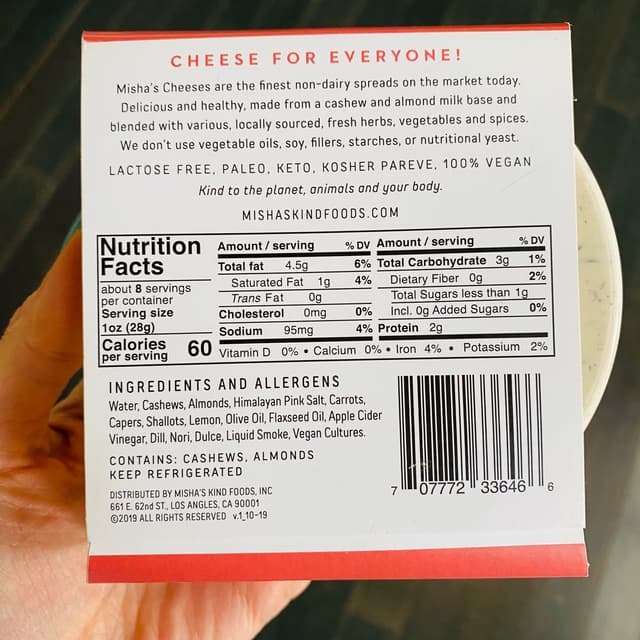 CHEESE FOR EVERYONE!
Misha's Cheeses are the finest non-dairy spreads on the market today.
Delicious and healthy, made from a cashew and almond milk base and
blended with various, locally sourced, fresh herbs, vegetables and spices.
We don't use vegetable oils, soy, fillers, starches, or nutritional yeast.
LACTOSE FREE, PALEO, KETO, KOSHER PAREVE, 100% VEGAN
Kind to the planet, animals and your body.
MISHASKINDFOODS.COM
Nutrition
Facts
about 8 servings
per container
Serving size
1oz (28g)
Calories
per serving 60
Amount / serving % DV
Total fat 4.5g 6%
Saturated Fat 1g 4%
Trans Fat 0g
Cholesterol 0mg 0%
Sodium 95mg 4%
Amount / serving % DV
Total Carbohydrate 3g 1%
Dietary Fiber 0g 2%
Total Sugars less than 1g
Incl. 0g Added Sugars 0%
Protein 2g
Vitamin D 0% • Calcium 0% • Iron 4% • Potassium 2%
INGREDIENTS AND ALLERGENS
Water, Cashews, Almonds, Himalayan Pink Salt, Carrots,
Capers, Shallots, Lemon, Olive Oil, Flaxseed Oil, Apple Cider
Vinegar, Dill, Nori, Dulce, Liquid Smoke, Vegan Cultures.
CONTAINS: CASHEWS, ALMONDS
KEEP REFRIGERATED
DISTRIBUTED BY MISHA'S KIND FOODS, INC
661 E. 62nd ST., LOS ANGLES, CA 90001
©2019 ALL RIGHTS RESERVED v.1_10-19
7 07772 33646 6